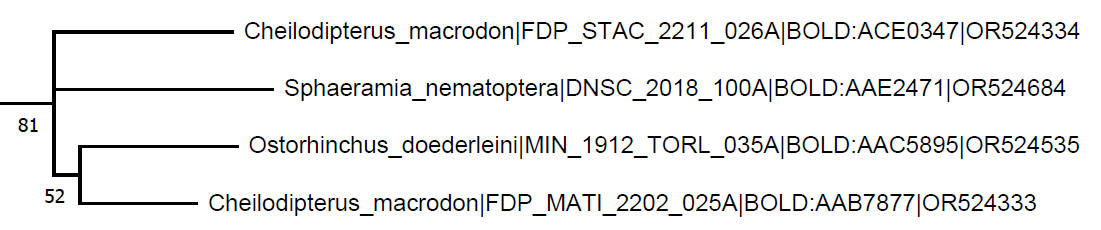 Cheilodipterus_macrodon|FDP_STAC_2211_026A|BOLD:ACE0347|OR524334
Sphaeramia_nematoptera|DNSC_2018_100A|BOLD:AAE2471|OR524684
81
Ostorhinchus_doederleini|MIN_1912_TORL_035A|BOLD:AAC5895|OR524535
52
Cheilodipterus_macrodon|FDP_MATI_2202_025A|BOLD:AAB7877|OR524333